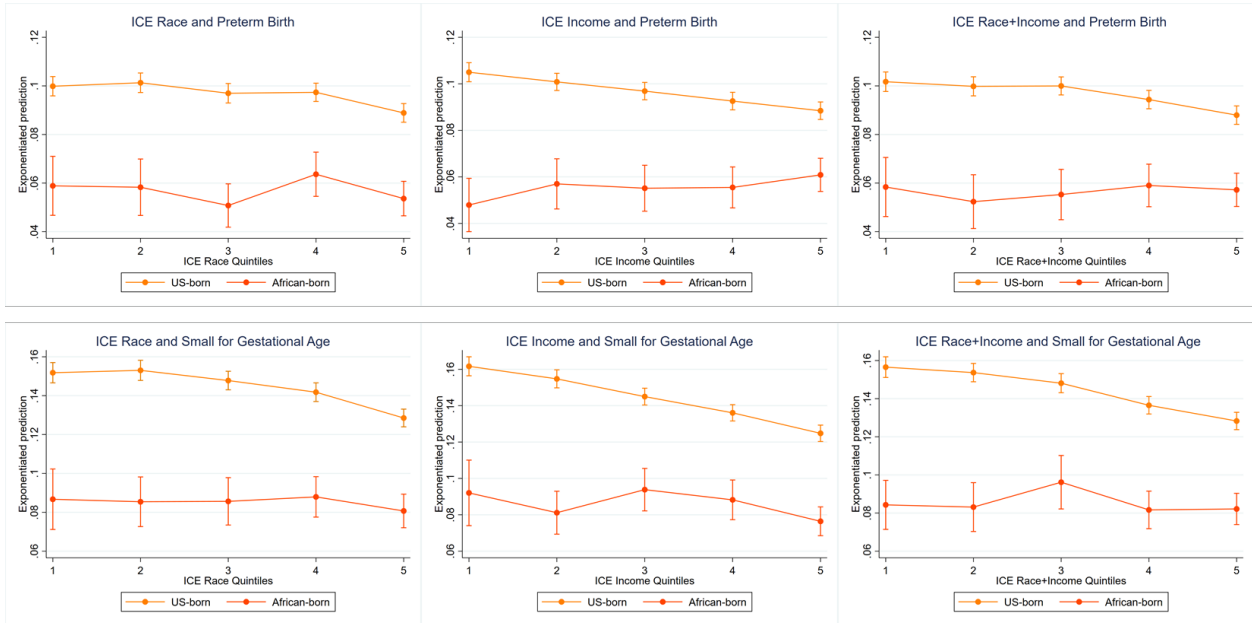 ICE Race and Preterm Birth
Exponentiated prediction
.12
.1
.08
.06
.04
1 2 3 4 5
ICE Race Quintiles
US-born African-born
ICE Income and Preterm Birth
Exponentiated prediction
.12
.1
.08
.06
.04
1 2 3 4 5
ICE Income Quintiles
US-born African-born
ICE Race+Income and Preterm Birth
Exponentiated prediction
.12
.1
.08
.06
.04
1 2 3 4 5
ICE Race+Income Quintiles
US-born African-born
ICE Race and Small for Gestational Age
Exponentiated prediction
.16
.14
.12
.1
.08
.06
1 2 3 4 5
ICE Race Quintiles
US-born African-born
ICE Income and Small for Gestational Age
Exponentiated prediction
.16
.14
.12
.1
.08
.06
1 2 3 4 5
ICE Income Quintiles
US-born African-born
ICE Race+Income and Small for Gestational Age
Exponentiated prediction
.16
.14
.12
.1
.08
.06
1 2 3 4 5
ICE Race+Income Quintiles
US-born African-born